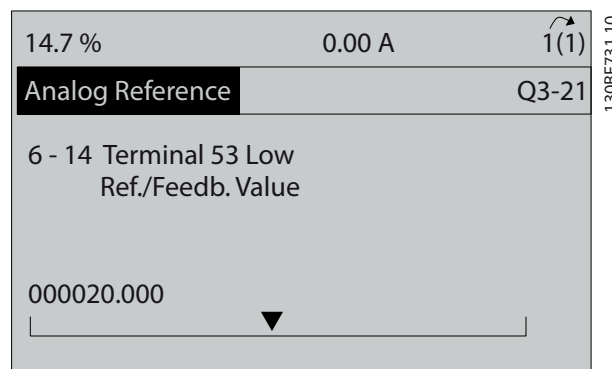 14.7 % 0.00 A 1(1)
Analog Reference Q3-21
6 - 14 Terminal 53 Low
Ref./Feedb. Value
000020.000
130BF731.10